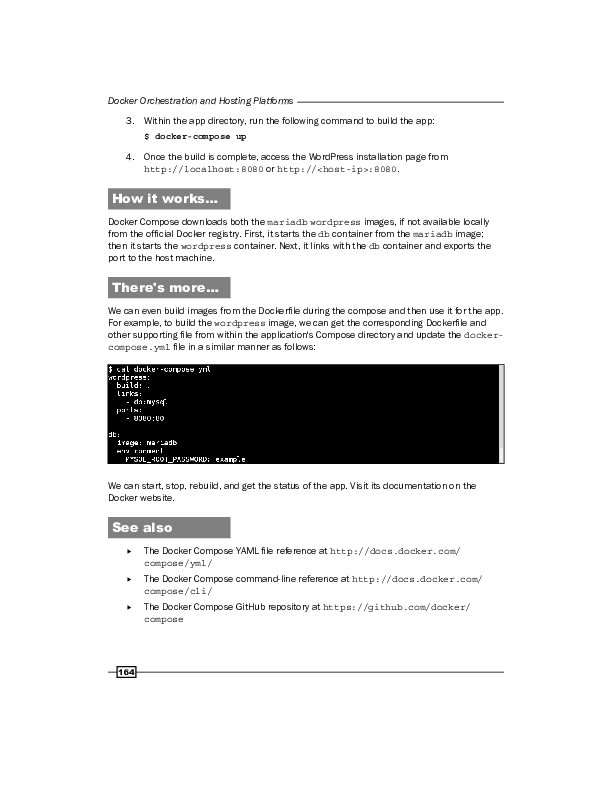 Docker Orchestration and Hosting Platforms
3. Within the app directory, run the following command to build the app:
$ docker-compose up
4. Once the build is complete, access the WordPress installation page from
http://localhost:8080 or http://<host-ip>:8080.
How it works...
Docker Compose downloads both the mariadb wordpress images, if not available locally
from the official Docker registry. First, it starts the db container from the mariadb image;
then it starts the wordpress container. Next, it links with the db container and exports the
port to the host machine.
There's more...
We can even build images from the Dockerfile during the compose and then use it for the app.
For example, to build the wordpress image, we can get the corresponding Dockerfile and
other supporting file from within the application's Compose directory and update the docker-
compose.yml file in a similar manner as follows:
$ cat docker-compose yml
wordpress:
build: .
links:
- db:mysql
ports:
- 8080:80
db:
image: mariadb
environment
MYSQL_ROOT_PASSWORD: example
We can start, stop, rebuild, and get the status of the app. Visit its documentation on the
Docker website.
See also
▸ The Docker Compose YAML file reference at http://docs.docker.com/
compose/yml/
▸ The Docker Compose command-line reference at http://docs.docker.com/
compose/cli/
▸ The Docker Compose GitHub repository at https://github.com/docker/
compose
164